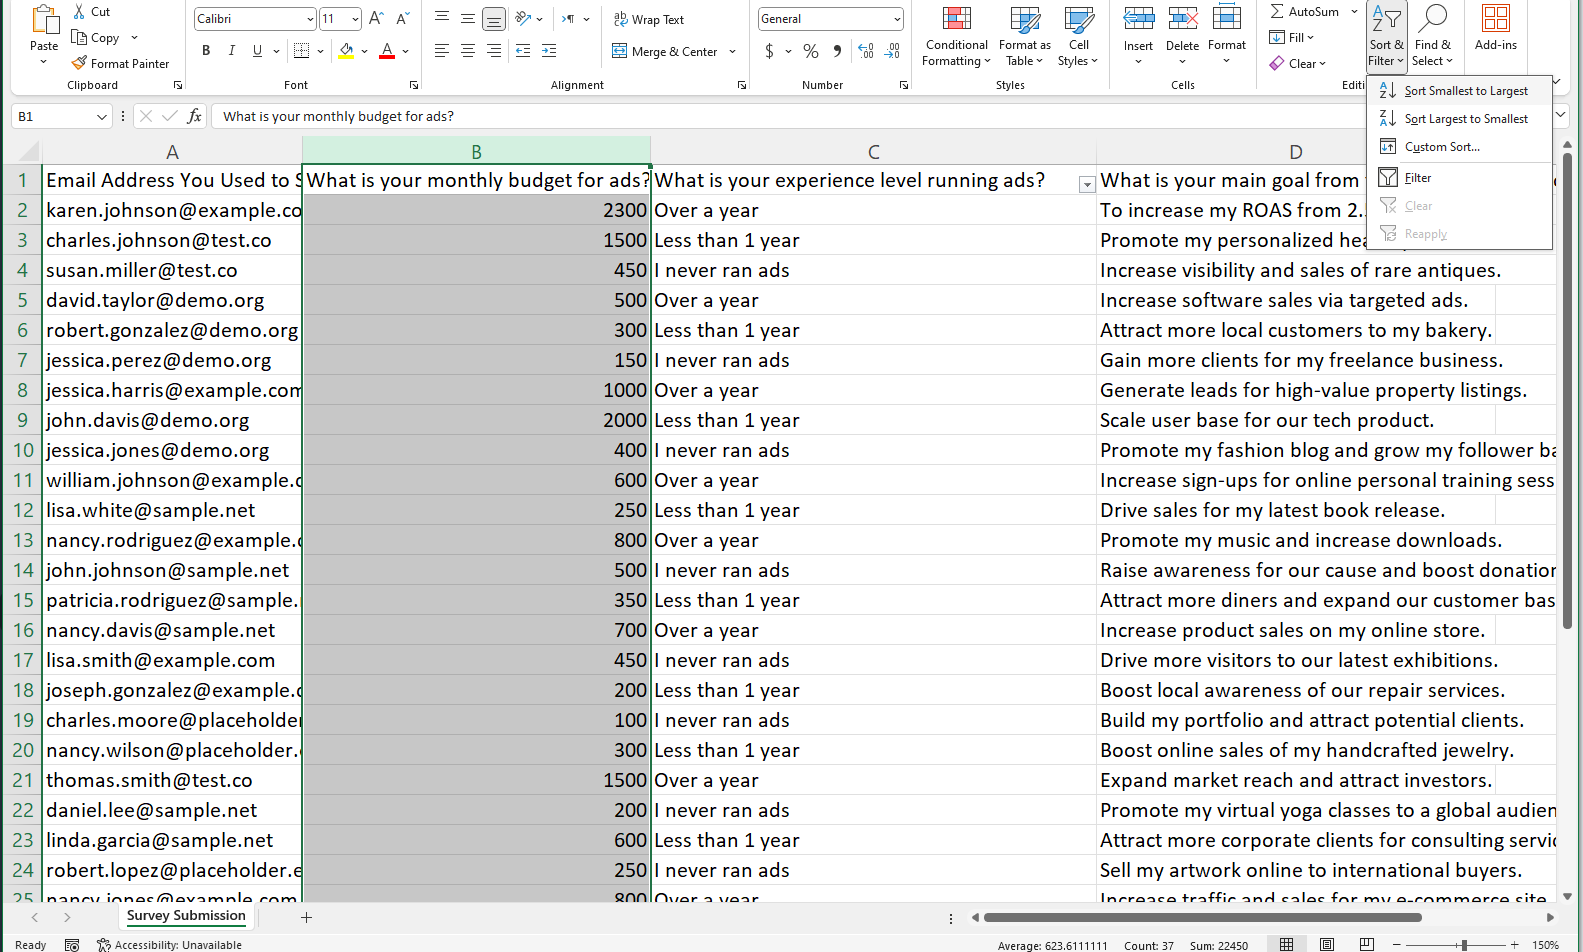 Cut
Copy
Format Painter
Paste
Clipboard
Calibri
11
B I U
Font
Wrap Text
Merge & Center
Alignment
General
$ % 9
Number
Conditional Formatting
Format as Table
Cell Styles
Styles
Insert
Delete
Format
Cells
AutoSum
Fill
Clear
Sort & Filter
Find & Select
Editi
Add-ins
Sort Smallest to Largest
Sort Largest to Smallest
Custom Sort...
Filter
Clear
Reapply
B1
fx
What is your monthly budget for ads?
A B C D
1 Email Address You Used to S What is your monthly budget for ads? What is your experience level running ads? What is your main goal from
2 karen.johnson@example.co 2300 Over a year To increase my ROAS from 2.
3 charles.johnson@test.co 1500 Less than 1 year Promote my personalized hea
4 susan.miller@test.co 450 I never ran ads Increase visibility and sales of rare antiques.
5 david.taylor@demo.org 500 Over a year Increase software sales via targeted ads.
6 robert.gonzalez@demo.org 300 Less than 1 year Attract more local customers to my bakery.
7 jessica.perez@demo.org 150 I never ran ads Gain more clients for my freelance business.
8 jessica.harris@example.com 1000 Over a year Generate leads for high-value property listings.
9 john.davis@demo.org 2000 Less than 1 year Scale user base for our tech product.
10 jessica.jones@demo.org 400 I never ran ads Promote my fashion blog and grow my follower ba
11 william.johnson@example.c 600 Over a year Increase sign-ups for online personal training sess
12 lisa.white@sample.net 250 Less than 1 year Drive sales for my latest book release.
13 nancy.rodriguez@example.c 800 Over a year Promote my music and increase downloads.
14 john.johnson@sample.net 500 I never ran ads Raise awareness for our cause and boost donation
15 patricia.rodriguez@sample. 350 Less than 1 year Attract more diners and expand our customer bas
16 nancy.davis@sample.net 700 Over a year Increase product sales on my online store.
17 lisa.smith@example.com 450 I never ran ads Drive more visitors to our latest exhibitions.
18 joseph.gonzalez@example.c 200 Less than 1 year Boost local awareness of our repair services.
19 charles.moore@placeholder 100 I never ran ads Build my portfolio and attract potential clients.
20 nancy.wilson@placeholder. 300 Less than 1 year Boost online sales of my handcrafted jewelry.
21 thomas.smith@test.co 1500 Over a year Expand market reach and attract investors.
22 daniel.lee@sample.net 200 I never ran ads Promote my virtual yoga classes to a global audien
23 linda.garcia@sample.net 600 Less than 1 year Attract more corporate clients for consulting servic
24 robert.lopez@placeholder.e 250 I never ran ads Sell my artwork online to international buyers.
25 nancy.jones@example.com 800 Over a year Increase traffic and sales for my e-commerce site
Survey Submission
Ready
Accessibility: Unavailable
Average: 623.6111111 Count: 37 Sum: 22450
150%